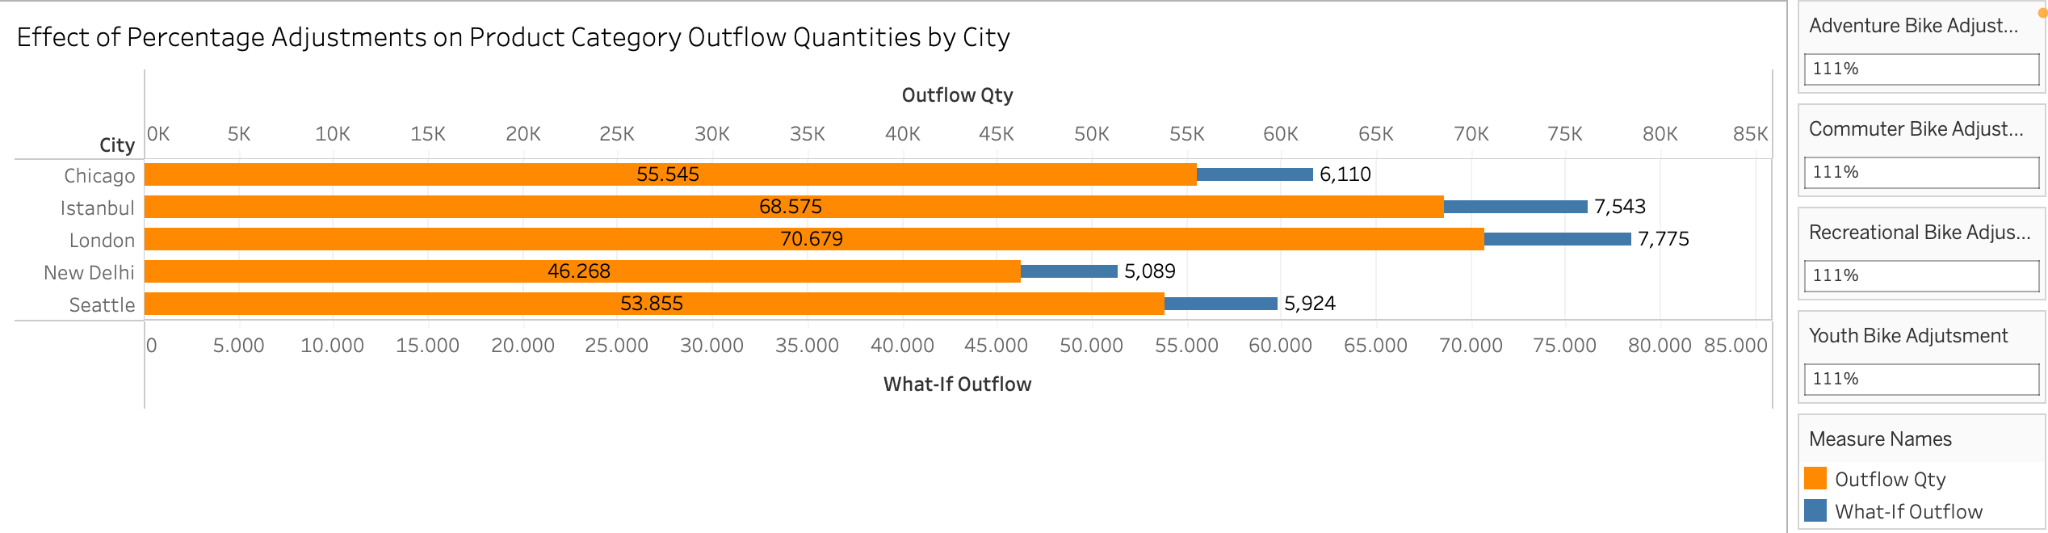 Effect of Percentage Adjustments on Product Category Outflow Quantities by City
Outflow Qty
City
0K 5K 10K 15K 20K 25K 30K 35K 40K 45K 50K 55K 60K 65K 70K 75K 80K 85K
Chicago 55.545 6,110
Istanbul 68.575 7,543
London 70.679 7,775
New Delhi 46.268 5,089
Seattle 53.855 5,924
0 5.000 10.000 15.000 20.000 25.000 30.000 35.000 40.000 45.000 50.000 55.000 60.000 65.000 70.000 75.000 80.000 85.000
What-If Outflow
Adventure Bike Adjust...
111%
Commuter Bike Adjust...
111%
Recreational Bike Adjus...
111%
Youth Bike Adjutsment
111%
Measure Names
Outflow Qty
What-If Outflow